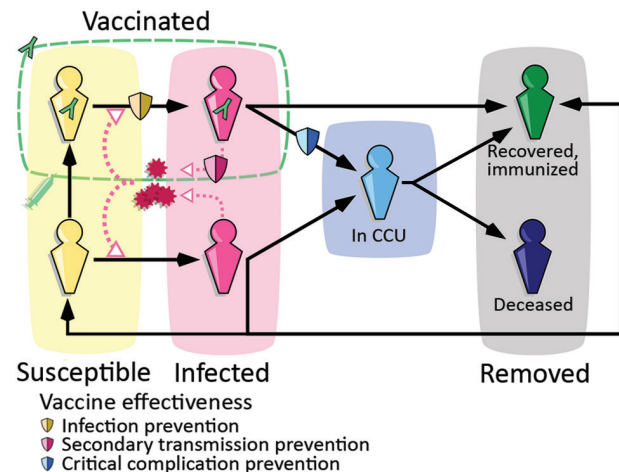 Vaccinated
Recovered,
immunized
In CCU
Deceased
Susceptible
Infected
Removed
Vaccine effectiveness
Infection prevention
Secondary transmission prevention
Critical complication prevention